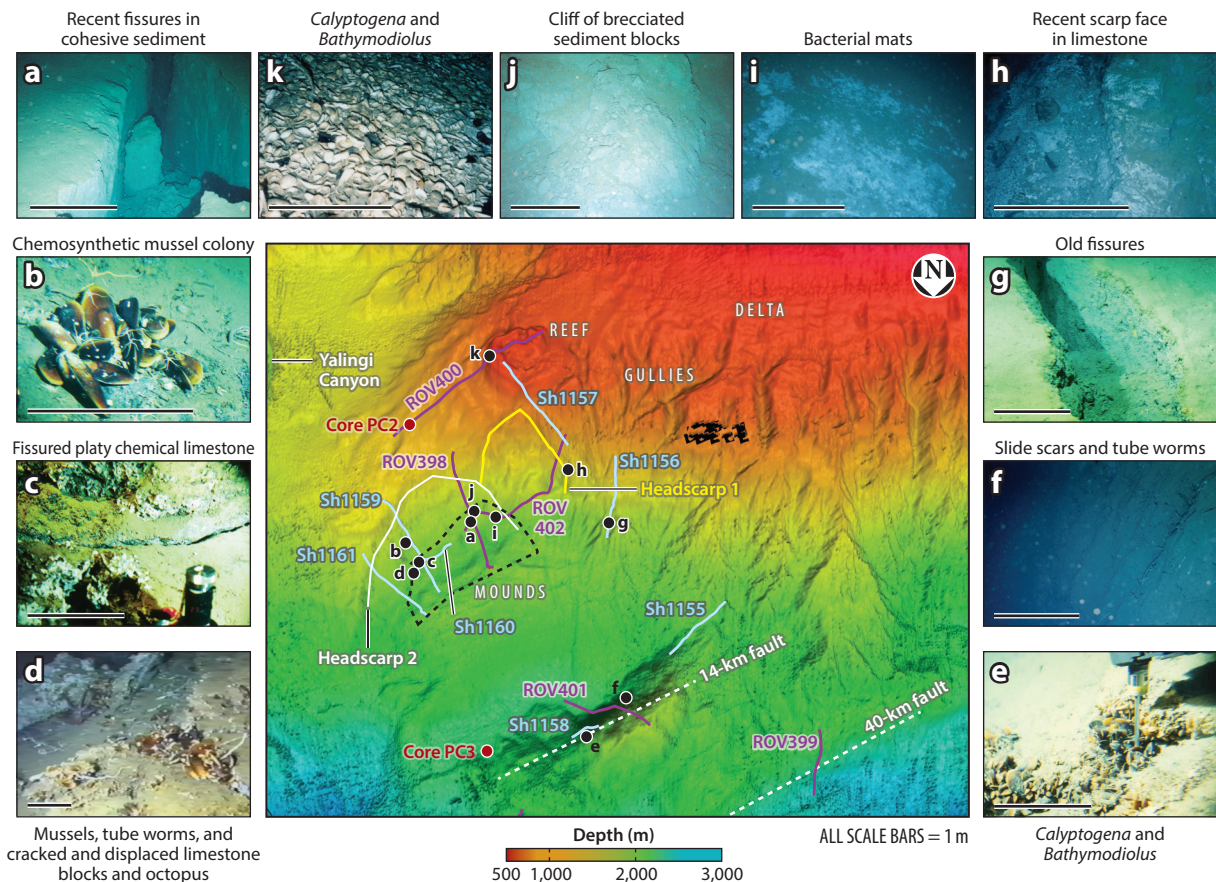 Recent fissures in
cohesive sediment
Calyptogena and
Bathymodiolus
Cliff of brecciated
sediment blocks
Bacterial mats
Recent scarp face
in limestone
a
k
j
i
h
Chemosynthetic mussel colony
b
Old fissures
g
Fissured platy chemical limestone
c
Slide scars and tube worms
f
d
Mussels, tube worms, and
cracked and displaced limestone
blocks and octopus
e
Calyptogena and
Bathymodiolus
N
DELTA
REEF
k
Yalingi
Canyon
ROV400
GULLIES
Sh1157
Core PC2
ROV398
Sh1156
h
Headscarp 1
Sh1159
j
ROV
402
i
a
g
b
Sh1161
c
d
MOUNDS
Sh1160
Sh1155
Headscarp 2
14-km fault
f
ROV401
Sh1158
40-km fault
e
Core PC3
ROV399
Depth (m)
ALL SCALE BARS = 1 m
500 1,000 2,000 3,000